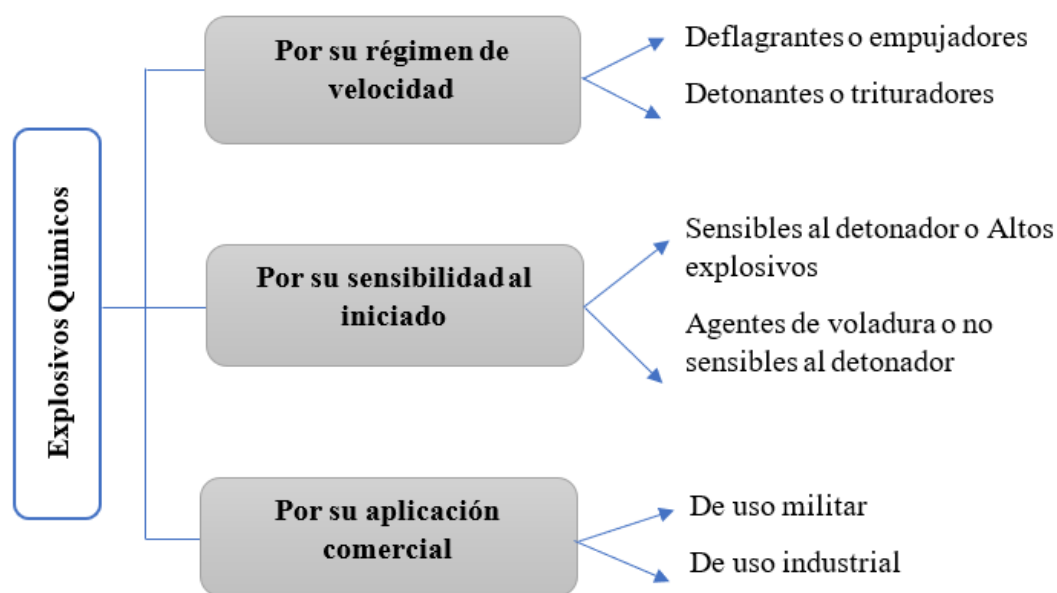 Explosivos Químicos
Por su régimen de
velocidad
Deflagrantes o empujadores
Detonantes o trituradores
Por su sensibilidad al
iniciado
Sensibles al detonador o Altos
explosivos
Agentes de voladura o no
sensibles al detonador
Por su aplicación
comercial
De uso militar
De uso industrial